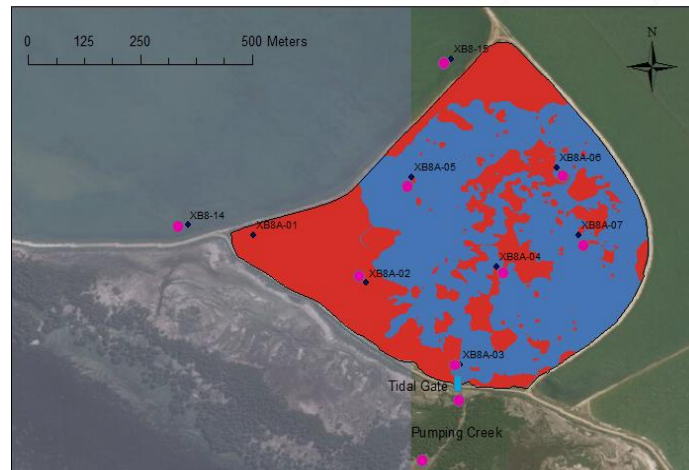 0 125 250 500 Meters
N
XB8-15
XB8A-05
XB8A-06
XB8-14
XB8A-01
XB8A-07
XB8A-04
XB8A-02
XB8A-03
Tidal Gate
Pumping Creek